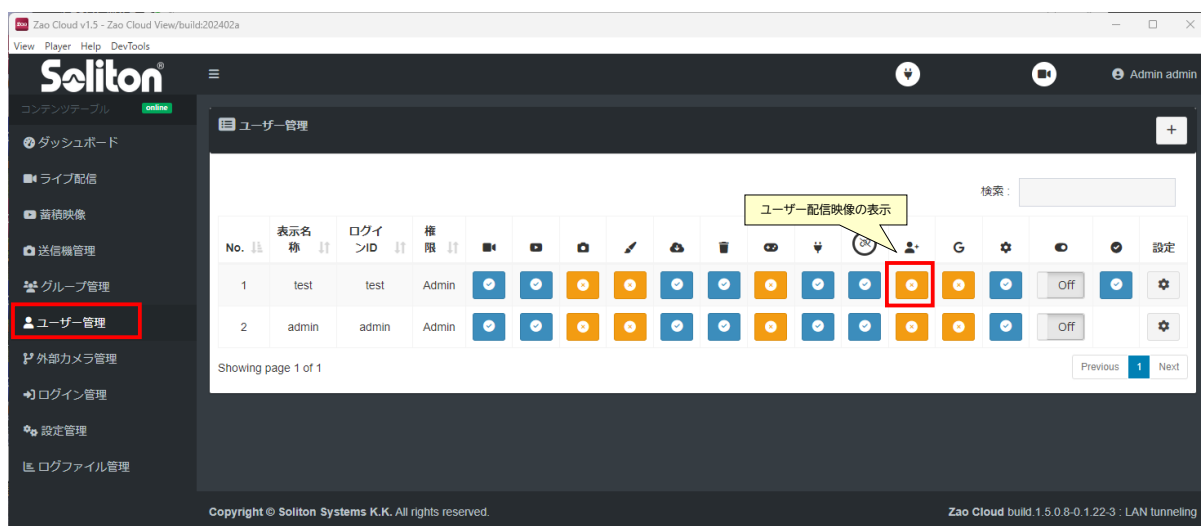 Zao Cloud v1.5 - Zao Cloud View/build:202402a
View Player Help DevTools
Soliton®
Admin admin
コンテンツテーブル online
ユーザー管理
+
ダッシュボード
ライブ配信
蓄積映像
送信機管理
グループ管理
ユーザー管理
外部カメラ管理
ログイン管理
設定管理
ログファイル管理
検索 :
ユーザー配信映像の表示
No. 表示名称 ログインID 権限 G 設定
1 test test Admin Off
2 admin admin Admin Off
Showing page 1 of 1
Previous 1 Next
Copyright © Soliton Systems K.K. All rights reserved.
Zao Cloud build.1.5.0.8-0.1.22-3 : LAN tunneling